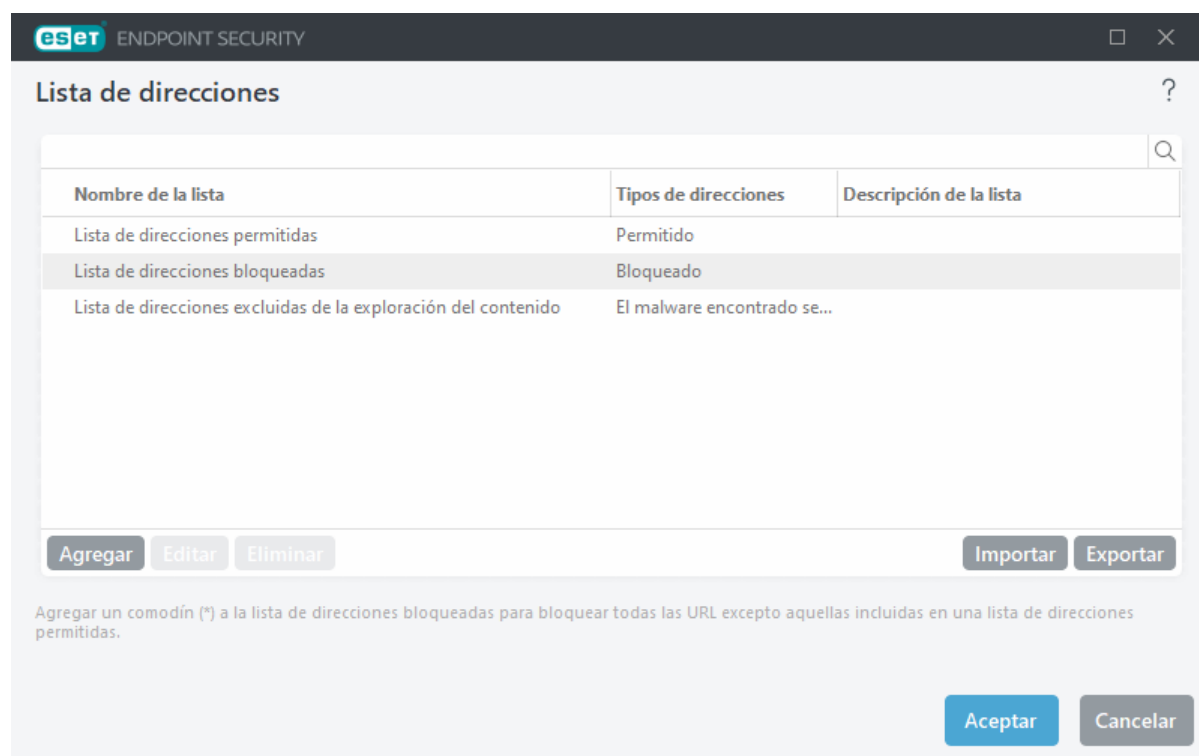 eset ENDPOINT SECURITY
Lista de direcciones
?
Nombre de la lista Tipos de direcciones Descripción de la lista
Lista de direcciones permitidas Permitido
Lista de direcciones bloqueadas Bloqueado
Lista de direcciones excluidas de la exploración del contenido El malware encontrado se...
Agregar Editar Eliminar Importar Exportar
Agregar un comodín (*) a la lista de direcciones bloqueadas para bloquear todas las URL excepto aquellas incluidas en una lista de direcciones
permitidas.
Aceptar Cancelar